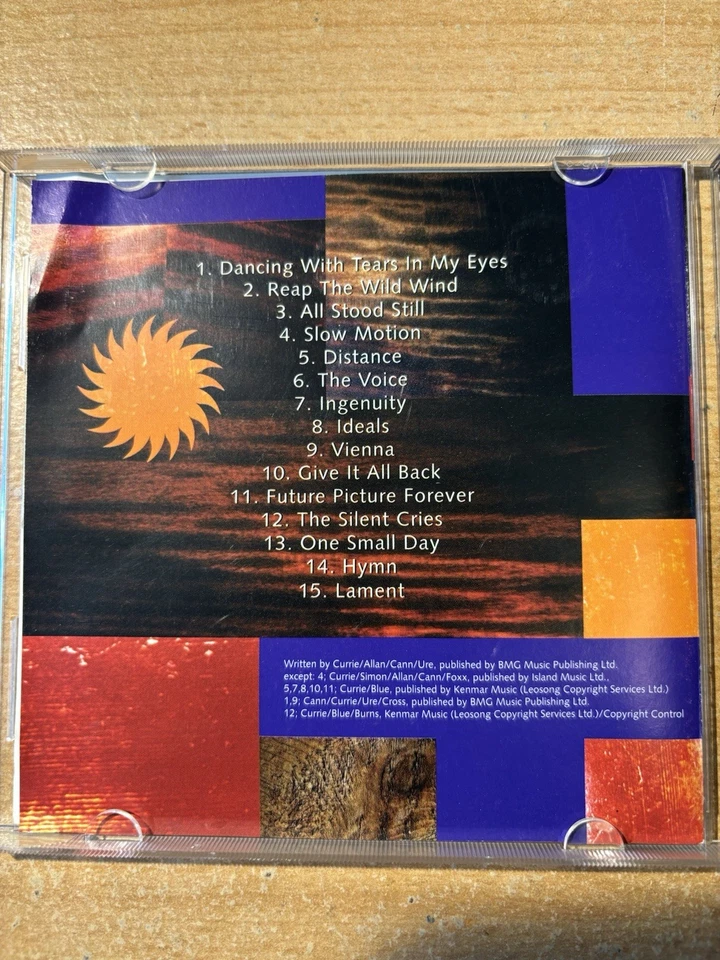 1. Dancing With Tears In My Eyes
2. Reap The Wild Wind
3. All Stood Still
4. Slow Motion
5. Distance
6. The Voice
7. Ingenuity
8. Ideals
9. Vienna
10. Give It All Back
11. Future Picture Forever
12. The Silent Cries
13. One Small Day
14. Hymn
15. Lament
Written by Currie/Allan/Cann/Ure, published by BMG Music Publishing Ltd.
except: 4; Currie/Simon/Allan/Cann/Foxx, published by Island Music Ltd.,
5,7,8,10,11; Currie/Blue, published by Kenmar Music (Leosong Copyright Services Ltd.)
1,9; Cann/Currie/Ure/Cross, published by BMG Music Publishing Ltd.
12; Currie/Blue/Burns, Kenmar Music (Leosong Copyright Services Ltd.)/Copyright Control